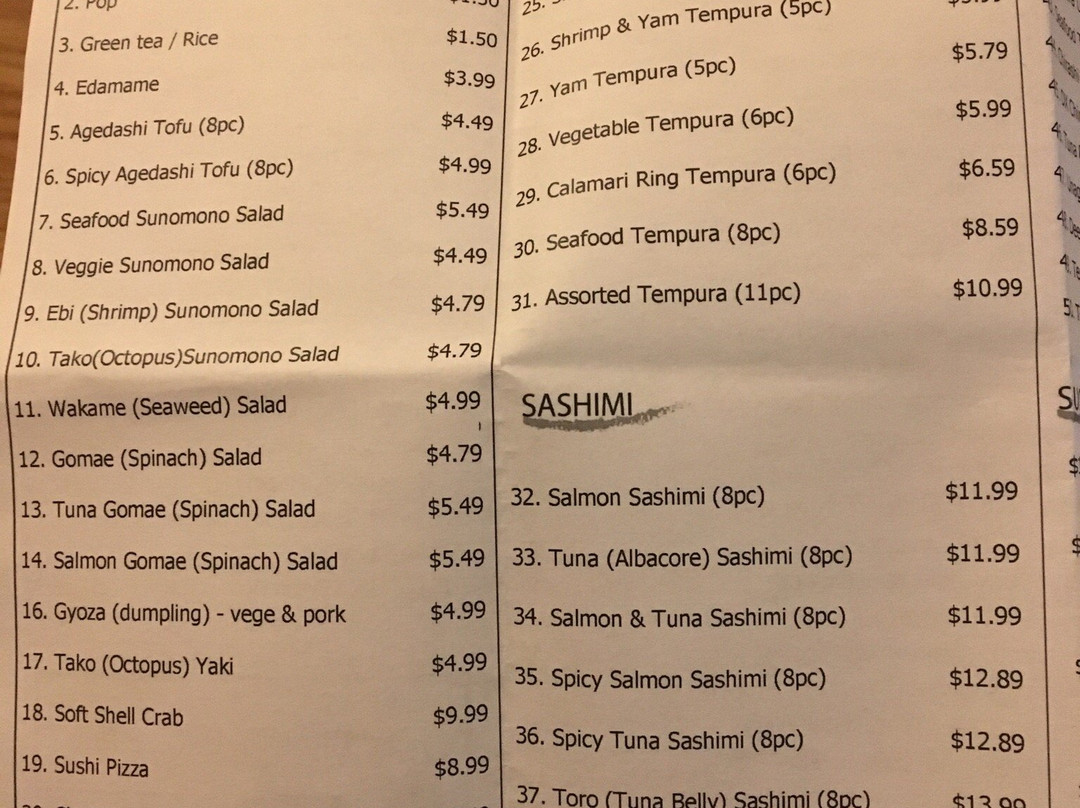 2. Pop
3. Green tea / Rice $1.50
4. Edamame $3.99
5. Agedashi Tofu (8pc) $4.49
6. Spicy Agedashi Tofu (8pc) $4.99
7. Seafood Sunomono Salad $5.49
8. Veggie Sunomono Salad $4.49
9. Ebi (Shrimp) Sunomono Salad $4.79
10. Tako(Octopus)Sunomono Salad $4.79
11. Wakame (Seaweed) Salad $4.99
12. Gomae (Spinach) Salad $4.79
13. Tuna Gomae (Spinach) Salad $5.49
14. Salmon Gomae (Spinach) Salad $5.49
16. Gyoza (dumpling) - vege & pork $4.99
17. Tako (Octopus) Yaki $4.99
18. Soft Shell Crab $9.99
19. Sushi Pizza $8.99
25.
26. Shrimp & Yam Tempura (5pc)
27. Yam Tempura (5pc) $5.79
28. Vegetable Tempura (6pc) $5.99
29. Calamari Ring Tempura (6pc) $6.59
30. Seafood Tempura (8pc) $8.59
31. Assorted Tempura (11pc) $10.99
SASHIMI
32. Salmon Sashimi (8pc) $11.99
33. Tuna (Albacore) Sashimi (8pc) $11.99
34. Salmon & Tuna Sashimi (8pc) $11.99
35. Spicy Salmon Sashimi (8pc) $12.89
36. Spicy Tuna Sashimi (8pc) $12.89
37. Toro (Tuna Belly) Sashimi (8pc) $13.99